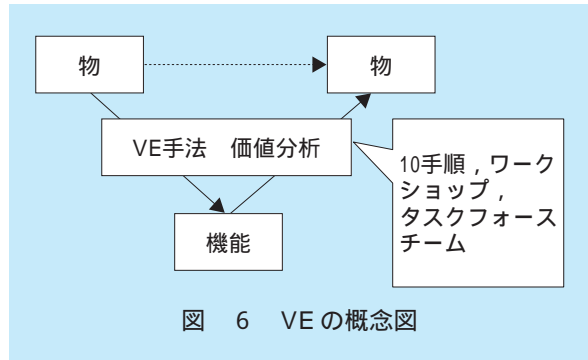 物
物
VE手法　価値分析
10手順，ワーク
ショップ，
タスクフォース
チーム
機能
図　6　VEの概念図